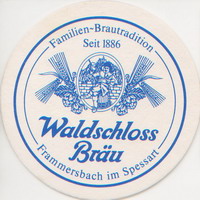 Familien-Brautradition
Seit 1886
Waldschloss
Bräu
Frammersbach im Spessart